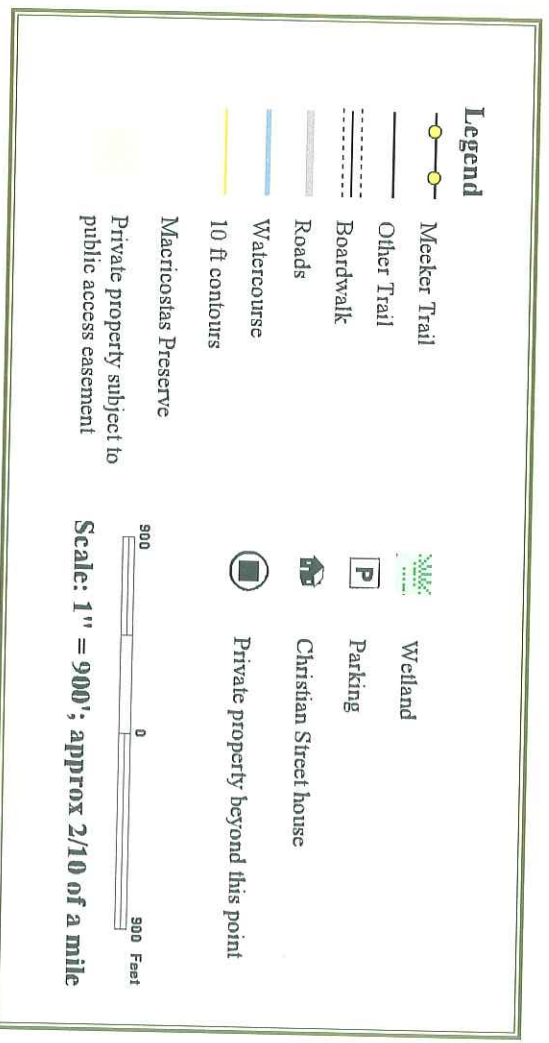 Legend
Meeker Trail
Other Trail
Boardwalk
Roads
Watercourse
10 ft contours
Macricostas Preserve
Private property subject to
public access easement
Wetland
P
Parking
Christian Street house
Private property beyond this point
900 0 900 Feet
Scale: 1" = 900'; approx 2/10 of a mile